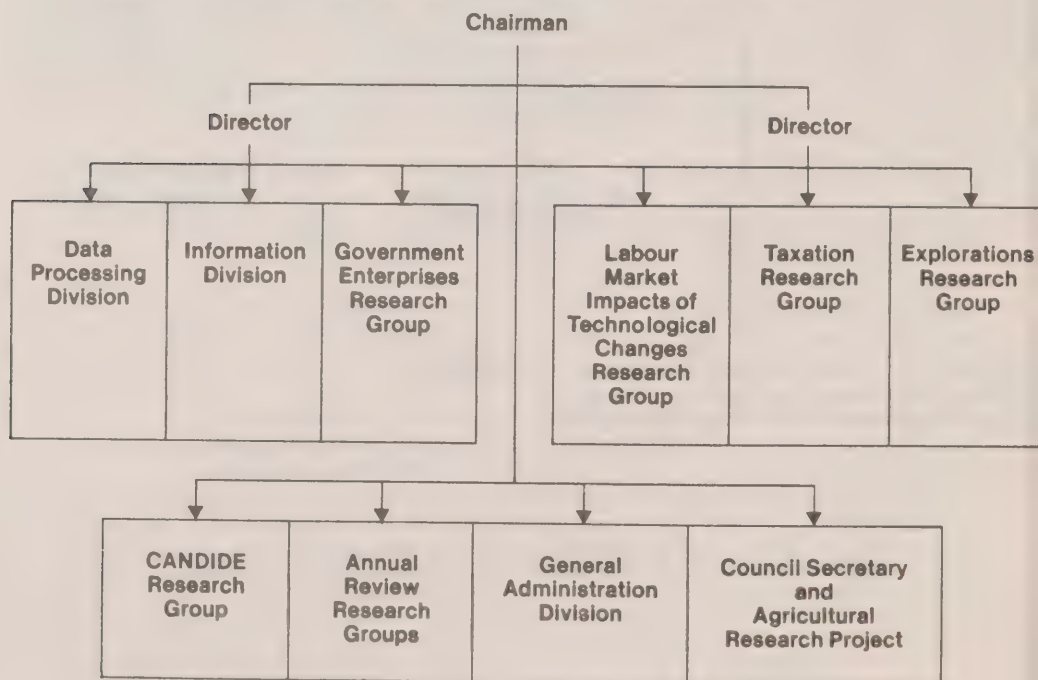 Chairman
Director
Director
Data
Processing
Division
Information
Division
Government
Enterprises
Research
Group
Labour
Market
Impacts of
Technological
Changes
Research
Group
Taxation
Research
Group
Explorations
Research
Group
CANDIDE
Research
Group
Annual
Review
Research
Groups
General
Administration
Division
Council Secretary
and
Agricultural
Research Project